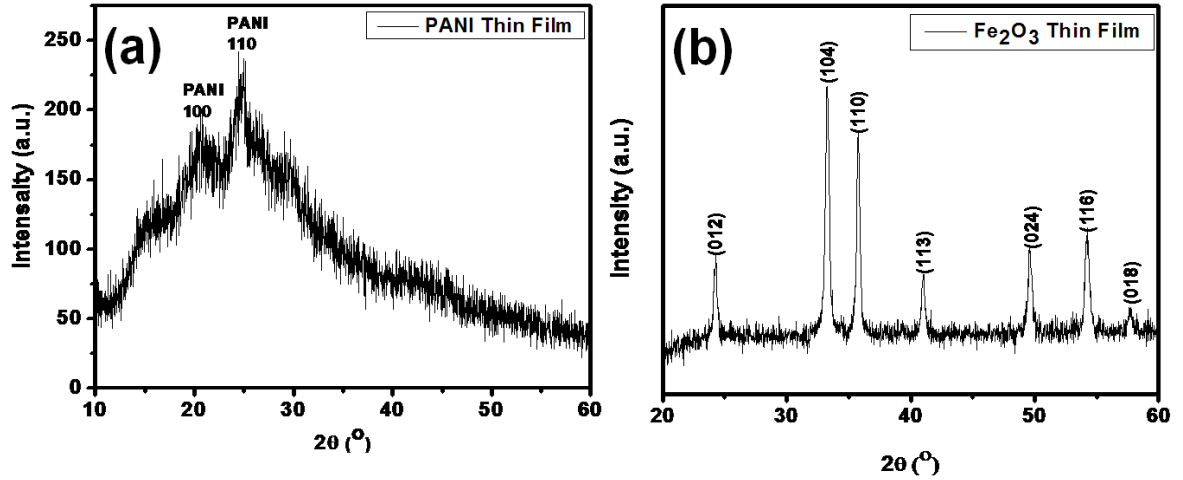 (a)
PANI Thin Film
PANI
110
PANI
100
250
200
150
100
50
0
Intensalty (a.u.)
10 20 30 40 50 60
2θ (°)
(b)
Fe₂O₃ Thin Film
(012)
(104)
(110)
(113)
(024)
(116)
(018)
Intensity (a.u.)
20 30 40 50 60
2θ (°)